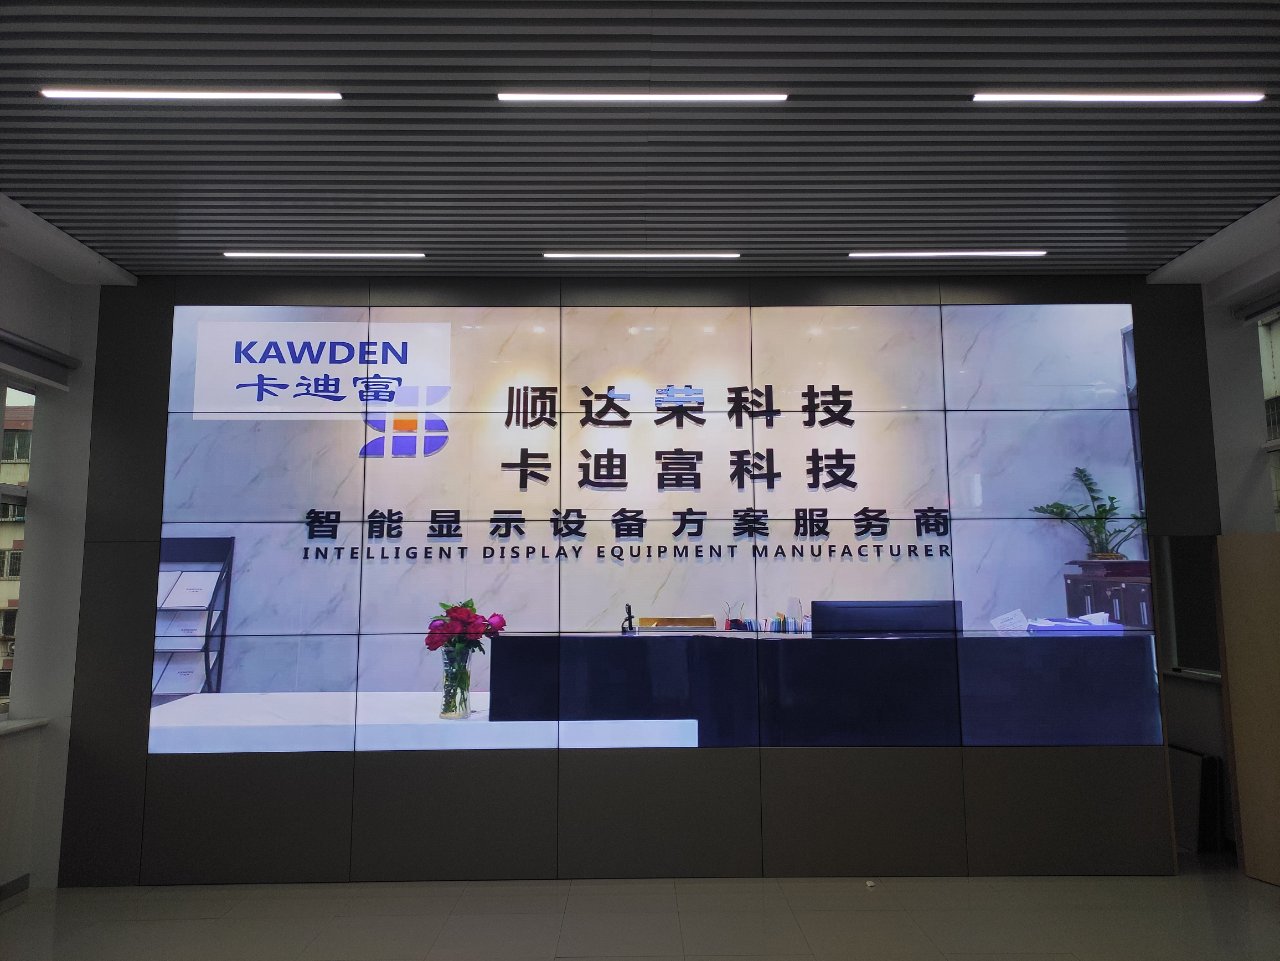 KAWDEN
卡迪富
顺达荣科技
卡迪富科技
智能显示设备方案服务商
INTELLIGENT DISPLAY EQUIPMENT MANUFACTURER